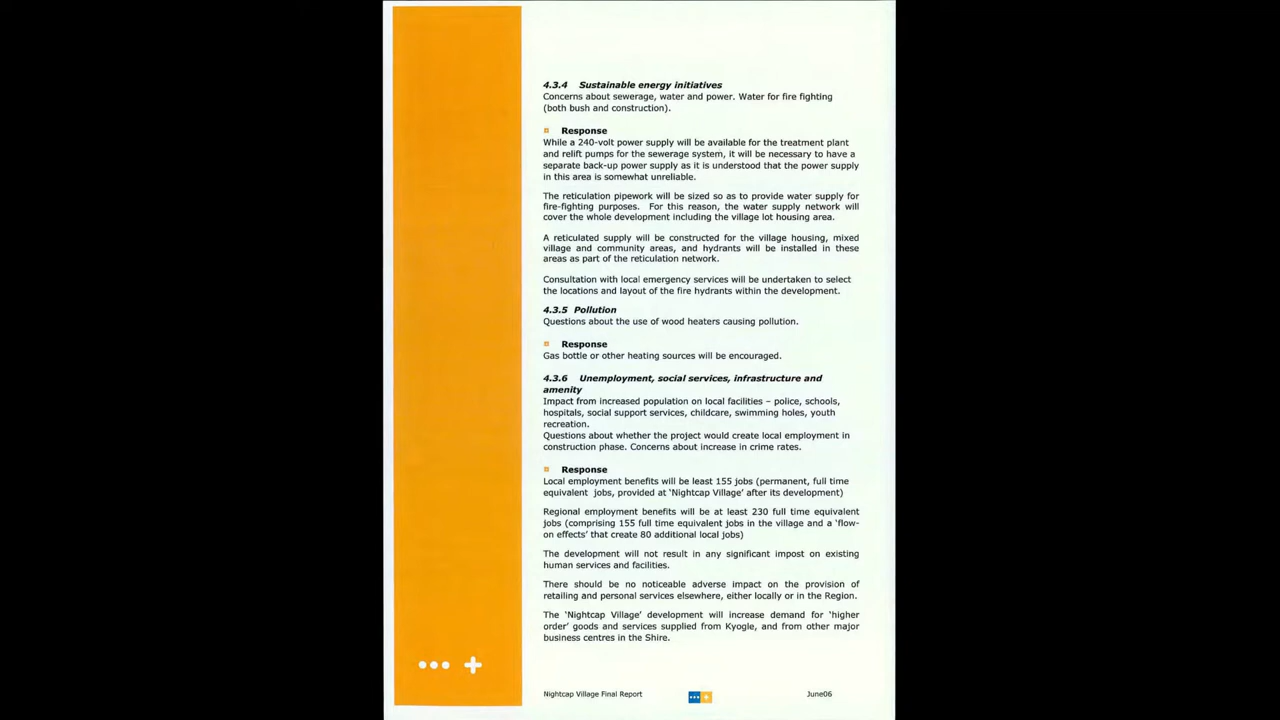 4.3.4 Sustainable energy initiatives
Concerns about sewerage, water and power. Water for fire fighting
(both bush and construction).
Response
While a 240-volt power supply will be available for the treatment plant
and relift pumps for the sewerage system, it will be necessary to have a
separate back-up power supply as it is understood that the power supply
in this area is somewhat unreliable.
The reticulation pipework will be sized so as to provide water supply for
fire-fighting purposes. For this reason, the water supply network will
cover the whole development including the village lot housing area.
A reticulated supply will be constructed for the village housing, mixed
village and community areas, and hydrants will be installed in these
areas as part of the reticulation network.
Consultation with local emergency services will be undertaken to select
the locations and layout of the fire hydrants within the development.
4.3.5 Pollution
Questions about the use of wood heaters causing pollution.
Response
Gas bottle or other heating sources will be encouraged.
4.3.6 Unemployment, social services, infrastructure and
amenity
Impact from increased population on local facilities – police, schools,
hospitals, social support services, childcare, swimming holes, youth
recreation.
Questions about whether the project would create local employment in
construction phase. Concerns about increase in crime rates.
Response
Local employment benefits will be least 155 jobs (permanent, full time
equivalent jobs, provided at ‘Nightcap Village’ after its development)
Regional employment benefits will be at least 230 full time equivalent
jobs (comprising 155 full time equivalent jobs in the village and a ‘flow-
on effects’ that create 80 additional local jobs)
The development will not result in any significant impost on existing
human services and facilities.
There should be no noticeable adverse impact on the provision of
retailing and personal services elsewhere, either locally or in the Region.
The ‘Nightcap Village’ development will increase demand for ‘higher
order’ goods and services supplied from Kyogle, and from other major
business centres in the Shire.
Nightcap Village Final Report
June06